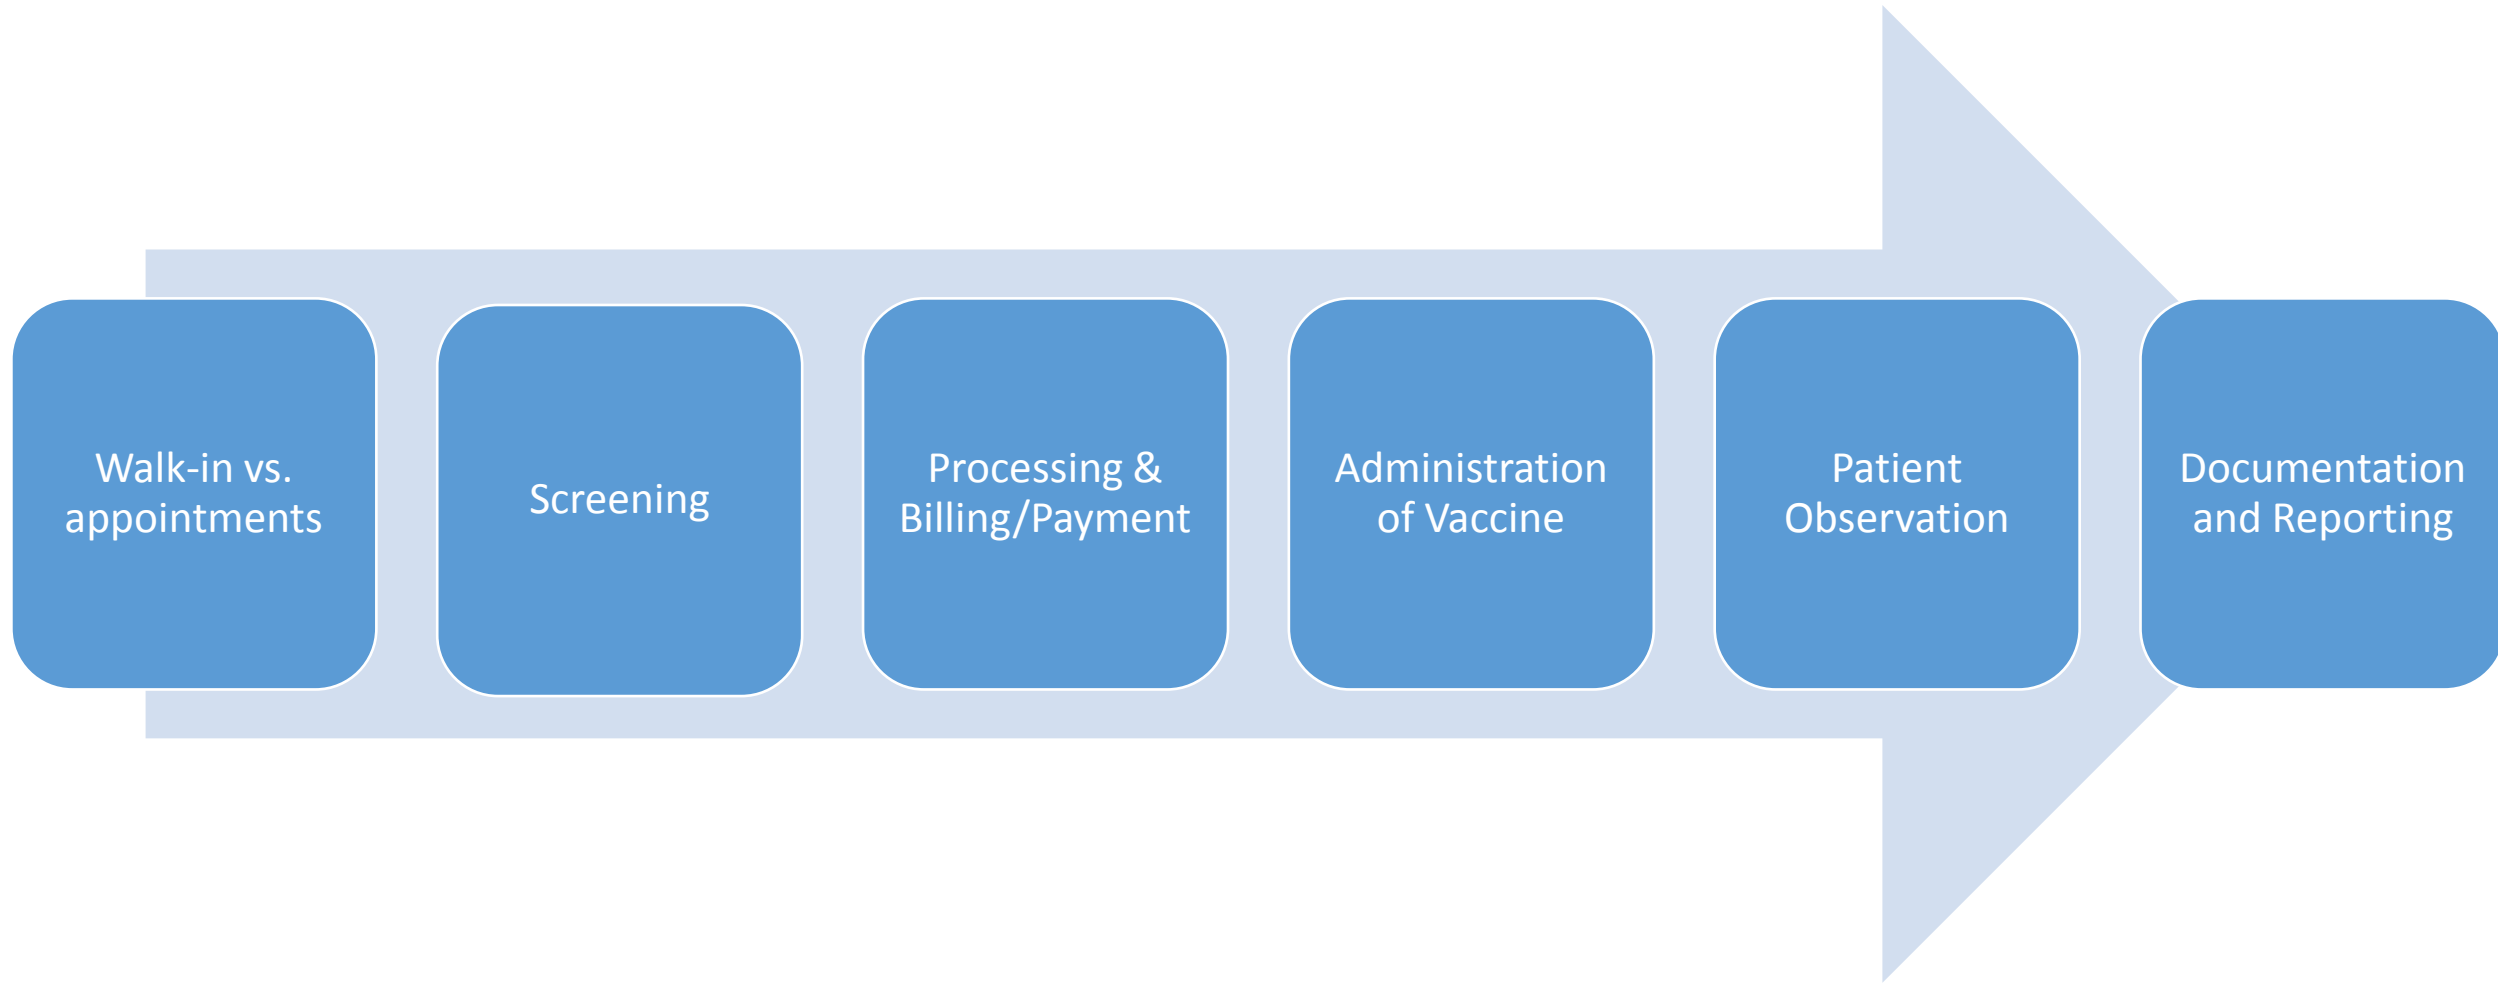 Walk-in vs.
appointments
Screening
Processing &
Billing/Payment
Administration
of Vaccine
Patient
Observation
Documentation
and Reporting